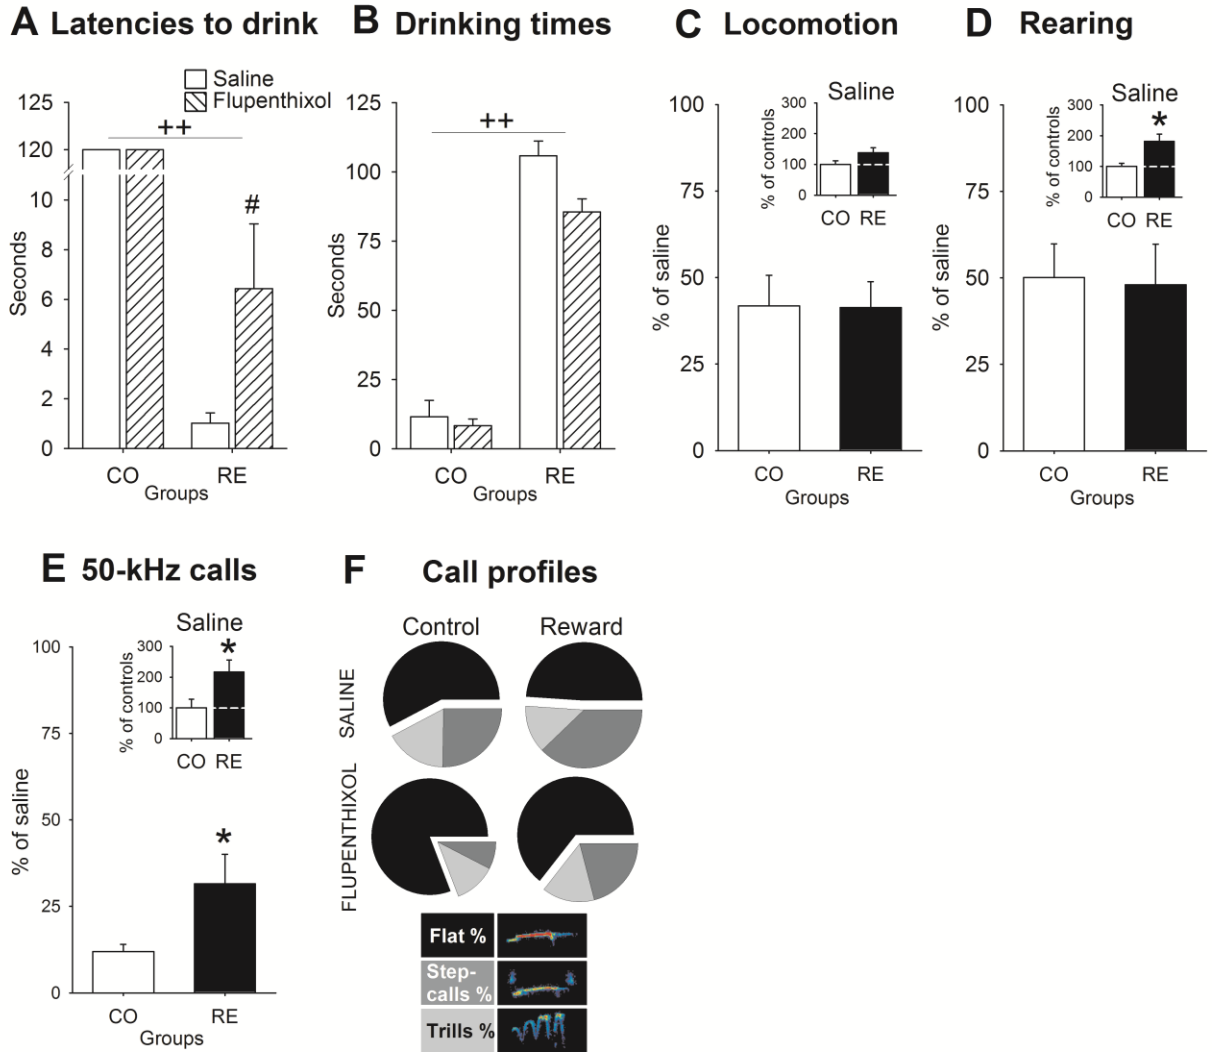 A Latencies to drink
Saline
Flupenthixol
125
120
10
8
6
4
2
0
Seconds
++
#
CO
RE
Groups
B Drinking times
125
100
75
50
25
0
Seconds
++
CO
RE
Groups
C Locomotion
100
75
50
25
0
% of saline
Saline
300
200
100
0
% of controls
CO RE
CO
RE
Groups
D Rearing
100
75
50
25
0
% of saline
Saline
300
200
100
0
% of controls
*
CO RE
CO
RE
Groups
E 50-kHz calls
100
75
50
25
0
% of saline
Saline
300
200
100
0
% of controls
*
CO RE
*
CO
RE
Groups
F Call profiles
Control
Reward
SALINE
FLUPENTHIXOL
Flat %
Step-
calls %
Trills %